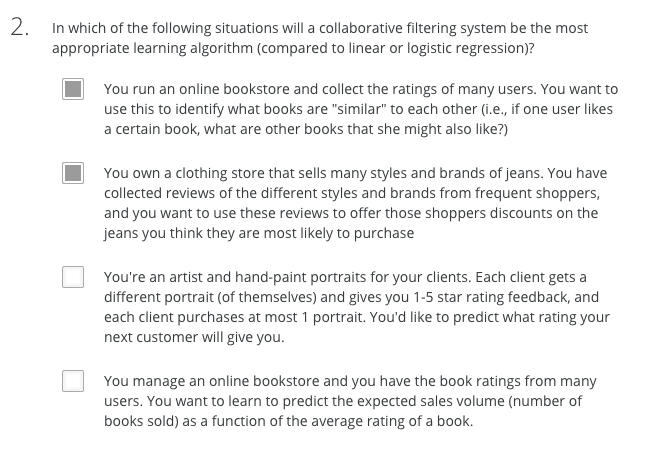 2. In which of the following situations will a collaborative filtering system be the most
appropriate learning algorithm (compared to linear or logistic regression)?
You run an online bookstore and collect the ratings of many users. You want to
use this to identify what books are "similar" to each other (i.e., if one user likes
a certain book, what are other books that she might also like?)
You own a clothing store that sells many styles and brands of jeans. You have
collected reviews of the different styles and brands from frequent shoppers,
and you want to use these reviews to offer those shoppers discounts on the
jeans you think they are most likely to purchase
You're an artist and hand-paint portraits for your clients. Each client gets a
different portrait (of themselves) and gives you 1-5 star rating feedback, and
each client purchases at most 1 portrait. You'd like to predict what rating your
next customer will give you.
You manage an online bookstore and you have the book ratings from many
users. You want to learn to predict the expected sales volume (number of
books sold) as a function of the average rating of a book.